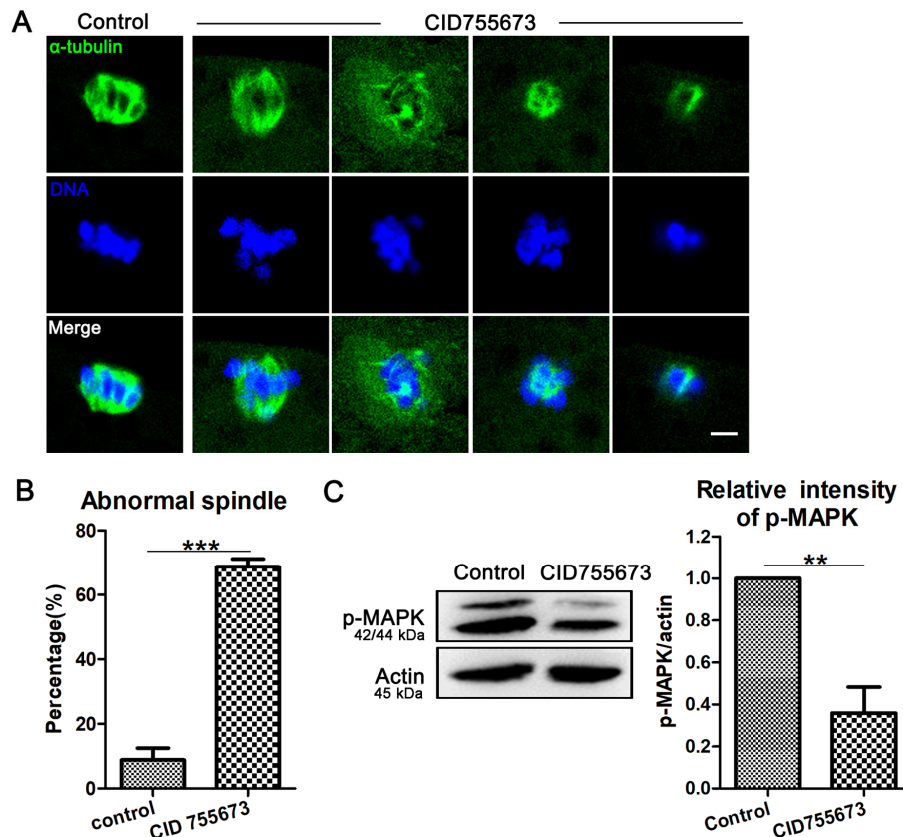 A
Control
CID755673
α-tubulin
DNA
Merge
B
Abnormal spindle
Percentage(%)
80
60
40
20
0
***
control
CID 755673
C
Control CID755673
p-MAPK
42/44 kDa
Actin
45 kDa
Relative intensity
of p-MAPK
p-MAPK/actin
1.2
1.0
0.8
0.6
0.4
0.2
0.0
**
Control
CID755673